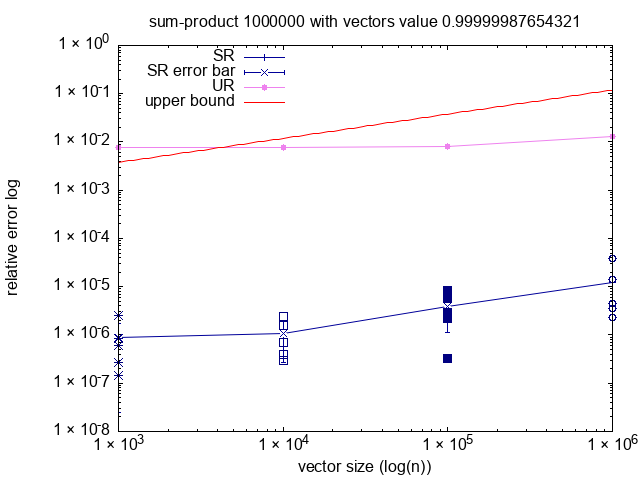 sum-product 1000000 with vectors value 0.99999987654321
SR
SR error bar
UR
upper bound
relative error log
1 × 10⁰
1 × 10⁻¹
1 × 10⁻²
1 × 10⁻³
1 × 10⁻⁴
1 × 10⁻⁵
1 × 10⁻⁶
1 × 10⁻⁷
1 × 10⁻⁸
1 × 10³ 1 × 10⁴ 1 × 10⁵ 1 × 10⁶
vector size (log(n))